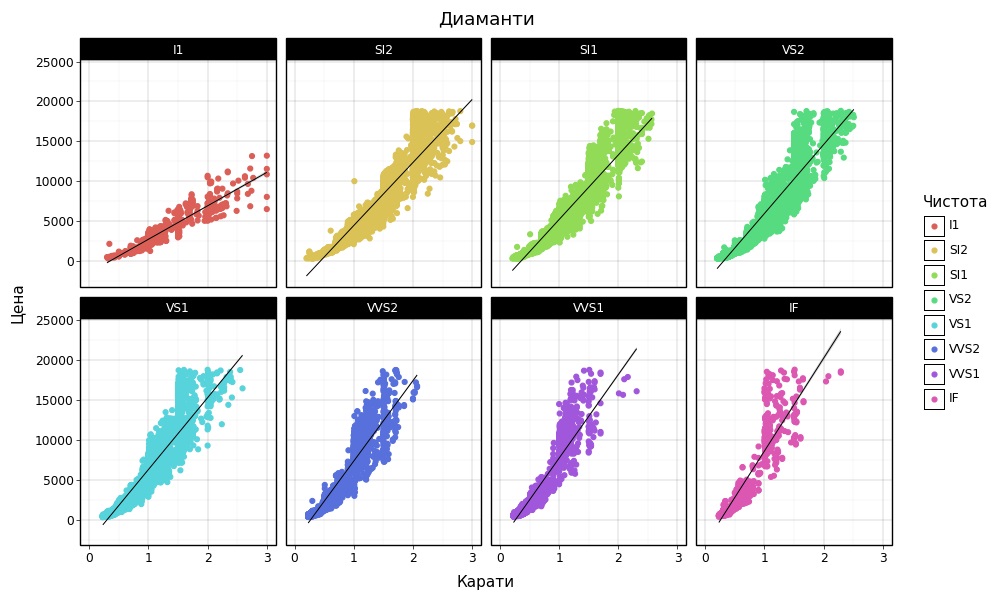 Диаманти
I1 SI2 SI1 VS2
25000
20000
15000
10000
5000
0
VS1 VVS2 VVS1 IF
25000
20000
15000
10000
5000
0
0 1 2 3 0 1 2 3 0 1 2 3 0 1 2 3
Цена
Карати
Чистота
I1
SI2
SI1
VS2
VS1
VVS2
VVS1
IF